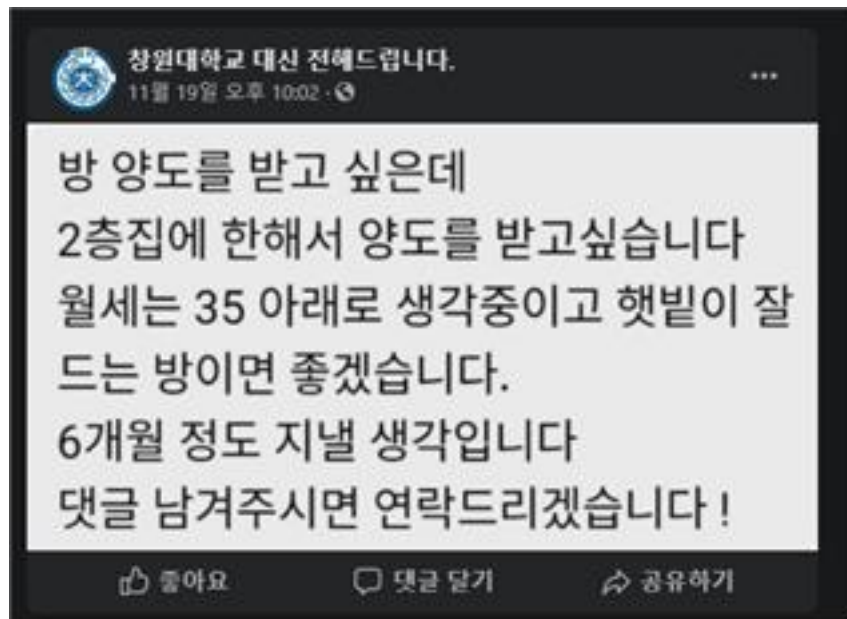 창원대학교 대신 전해드립니다.
11월 19일 오후 10:02 ·
방 양도를 받고 싶은데
2층집에 한해서 양도를 받고싶습니다
월세는 35 아래로 생각중이고 햇빝이 잘
드는 방이면 좋겠습니다.
6개월 정도 지낼 생각입니다
댓글 남겨주시면 연락드리겠습니다 !
좋아요 댓글 달기 공유하기